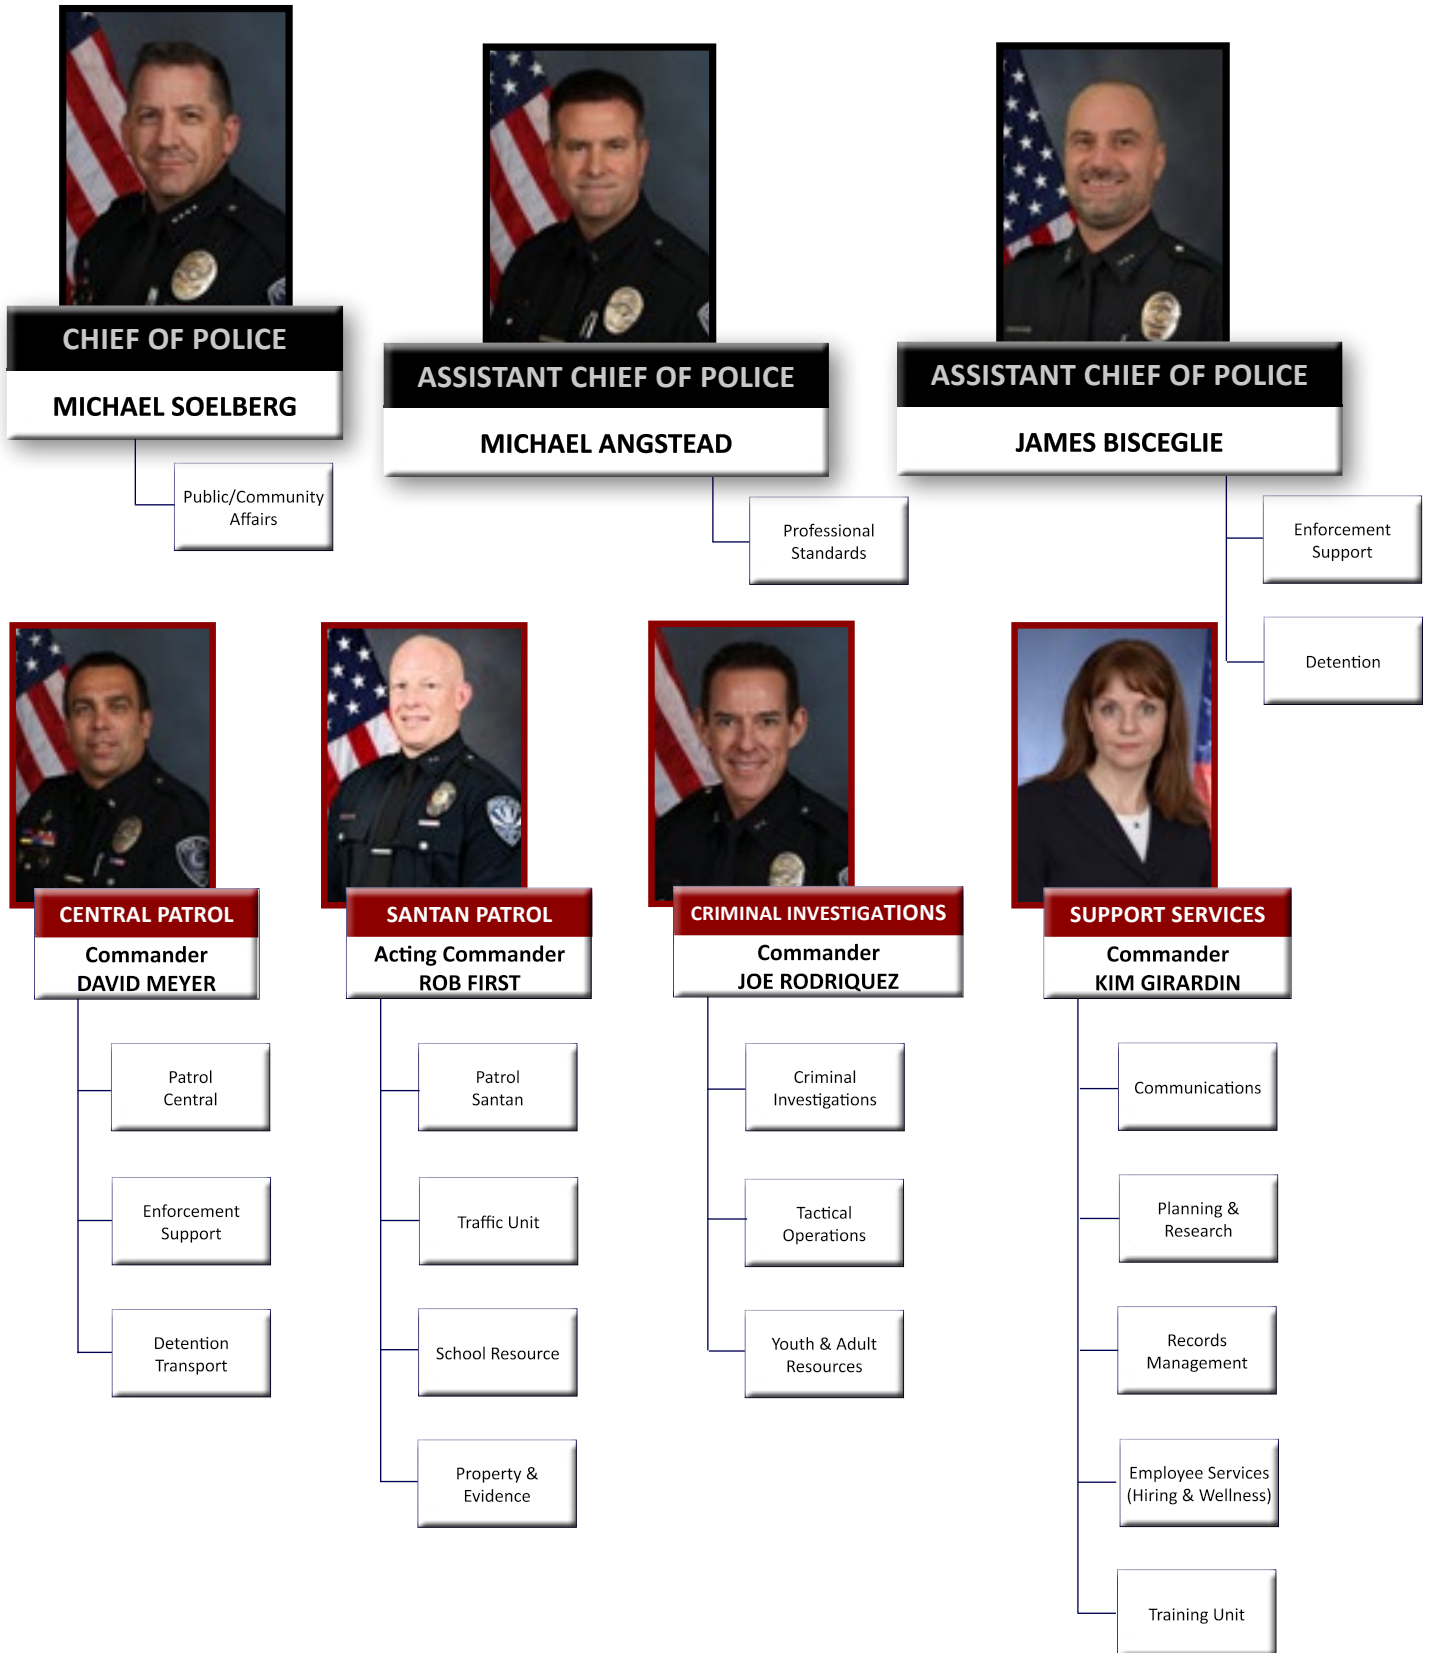 CHIEF OF POLICE
MICHAEL SOELBERG
Public/Community
Affairs
ASSISTANT CHIEF OF POLICE
MICHAEL ANGSTEAD
Professional
Standards
ASSISTANT CHIEF OF POLICE
JAMES BISCEGLIE
Enforcement
Support
Detention
CENTRAL PATROL
Commander
DAVID MEYER
Patrol
Central
Enforcement
Support
Detention
Transport
SANTAN PATROL
Acting Commander
ROB FIRST
Patrol
Santan
Traffic Unit
School Resource
Property &
Evidence
CRIMINAL INVESTIGATIONS
Commander
JOE RODRIQUEZ
Criminal
Investigations
Tactical
Operations
Youth & Adult
Resources
SUPPORT SERVICES
Commander
KIM GIRARDIN
Communications
Planning &
Research
Records
Management
Employee Services
(Hiring & Wellness)
Training Unit